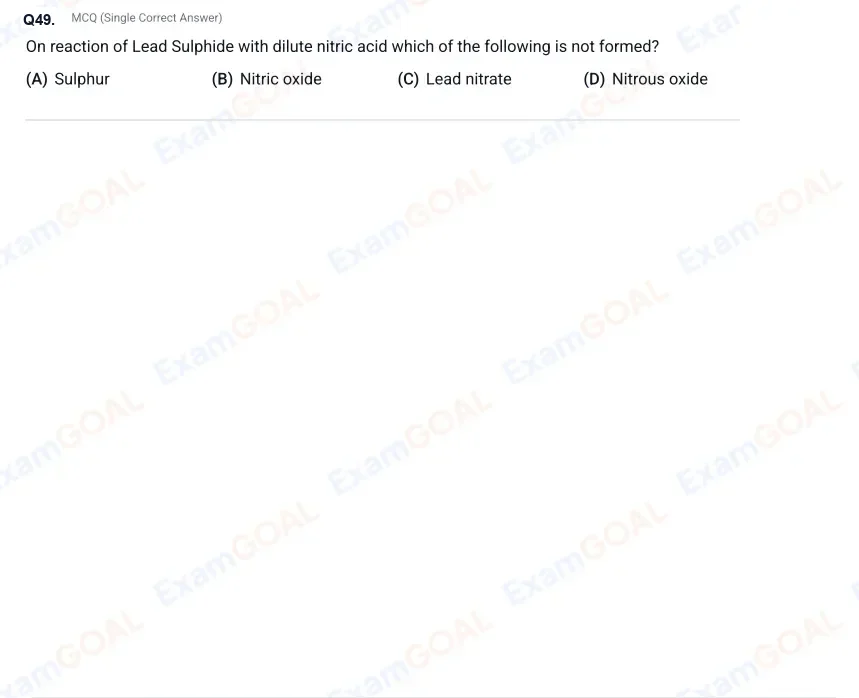 Q49. MCQ (Single Correct Answer)
On reaction of Lead Sulphide with dilute nitric acid which of the following is not formed?
(A) Sulphur (B) Nitric oxide (C) Lead nitrate (D) Nitrous oxide
ExamGOAL